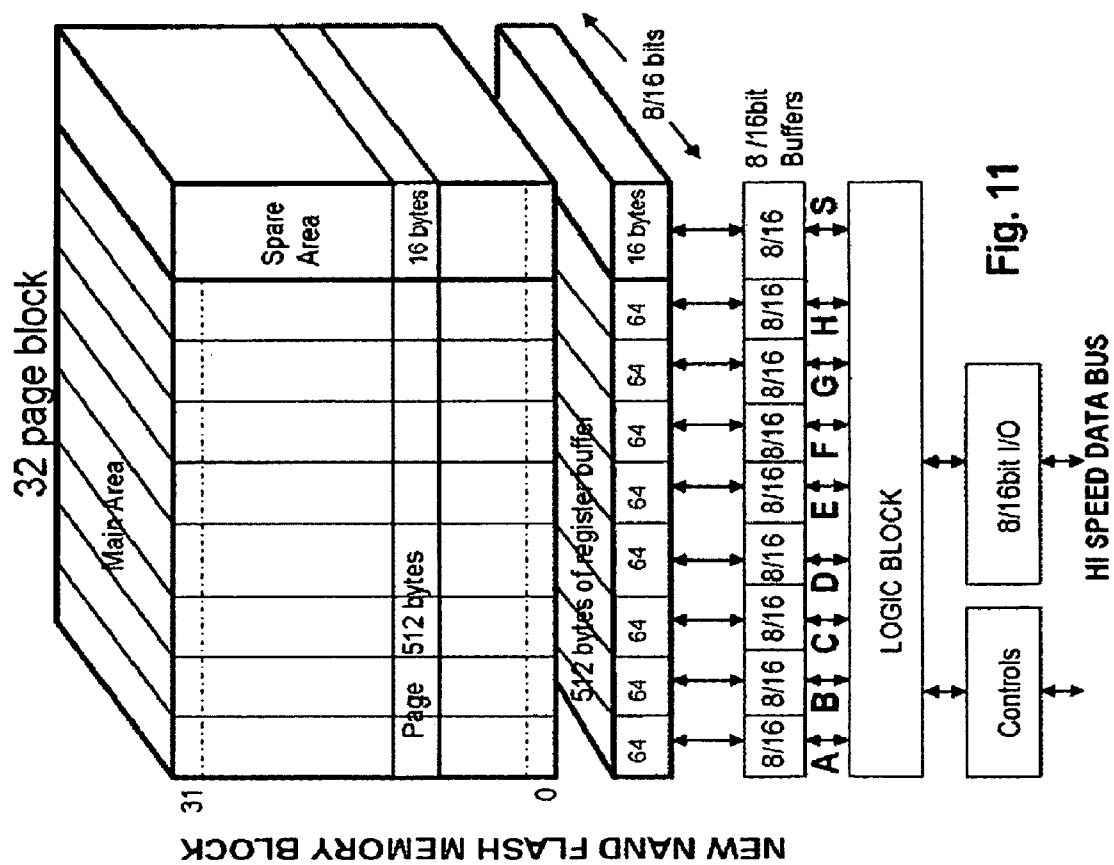 32 page block
Main Area
Spare
Area
Page 512 bytes
16 bytes
31
0
512 bytes of register buffer
64 64 64 64 64 64 64 64 16 bytes
8/16 bits
8/16 8/16 8/16 8/16 8/16 8/16 8/16 8/16 8/16
8 /16bit
Buffers
A B C D E F G H S
LOGIC BLOCK
Controls
8/16bit I/O
HI SPEED DATA BUS
Fig. 11
NEW NAND FLASH MEMORY BLOCK